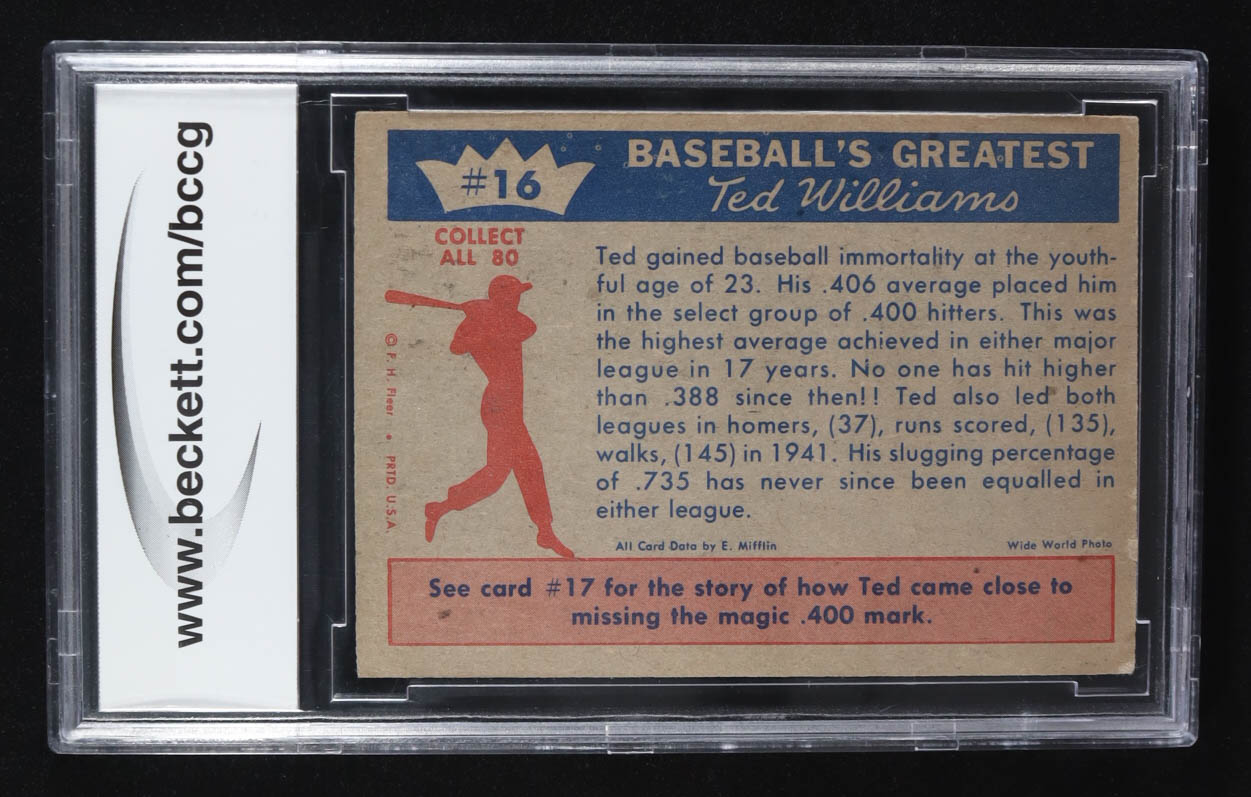 www.beckett.com/bccg
#16
BASEBALL'S GREATEST
Ted Williams
COLLECT
ALL 80
© F. H. Fleer • PRTD. U.S.A.
Ted gained baseball immortality at the youth-
ful age of 23. His .406 average placed him
in the select group of .400 hitters. This was
the highest average achieved in either major
league in 17 years. No one has hit higher
than .388 since then!! Ted also led both
leagues in homers, (37), runs scored, (135),
walks, (145) in 1941. His slugging percentage
of .735 has never since been equalled in
either league.
All Card Data by E. Mifflin
Wide World Photo
See card #17 for the story of how Ted came close to
missing the magic .400 mark.